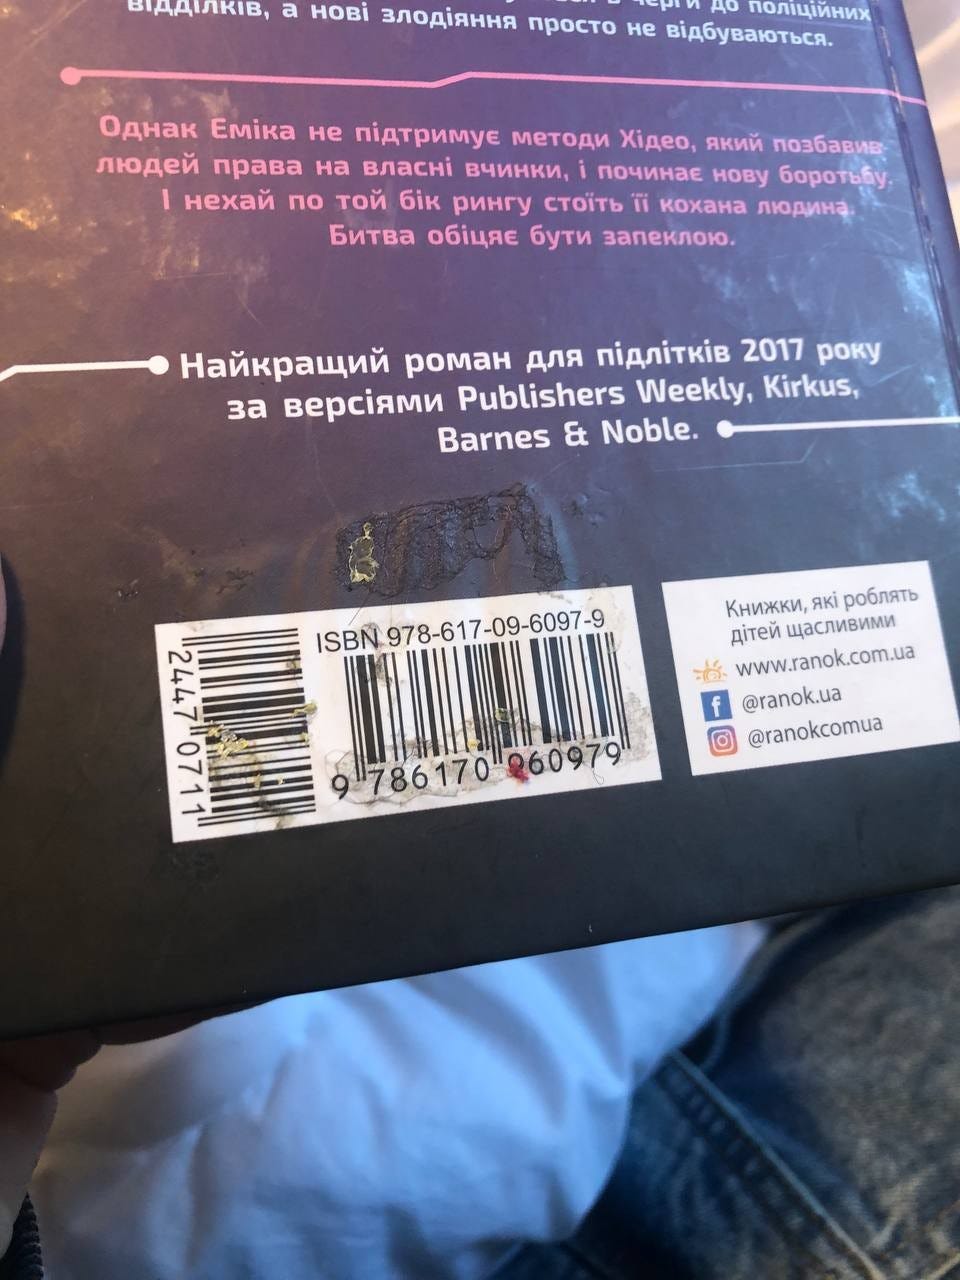 відділків, а нові злодіяння просто не відбуваються.
до поліційних
Однак Еміка не підтримує методи Хідео, який позбавив
людей права на власні вчинки, і починає нову боротьбу.
І нехай по той бік рингу стоїть її кохана людина.
Битва обіцяє бути запеклою.
Найкращий роман для підлітків 2017 року
за версіями Publishers Weekly, Kirkus,
Barnes & Noble.
2447 0711
ISBN 978-617-09-6097-9
9 786170 960979
Книжки, які роблять
дітей щасливими
www.ranok.com.ua
@ranok.ua
@ranokcomua